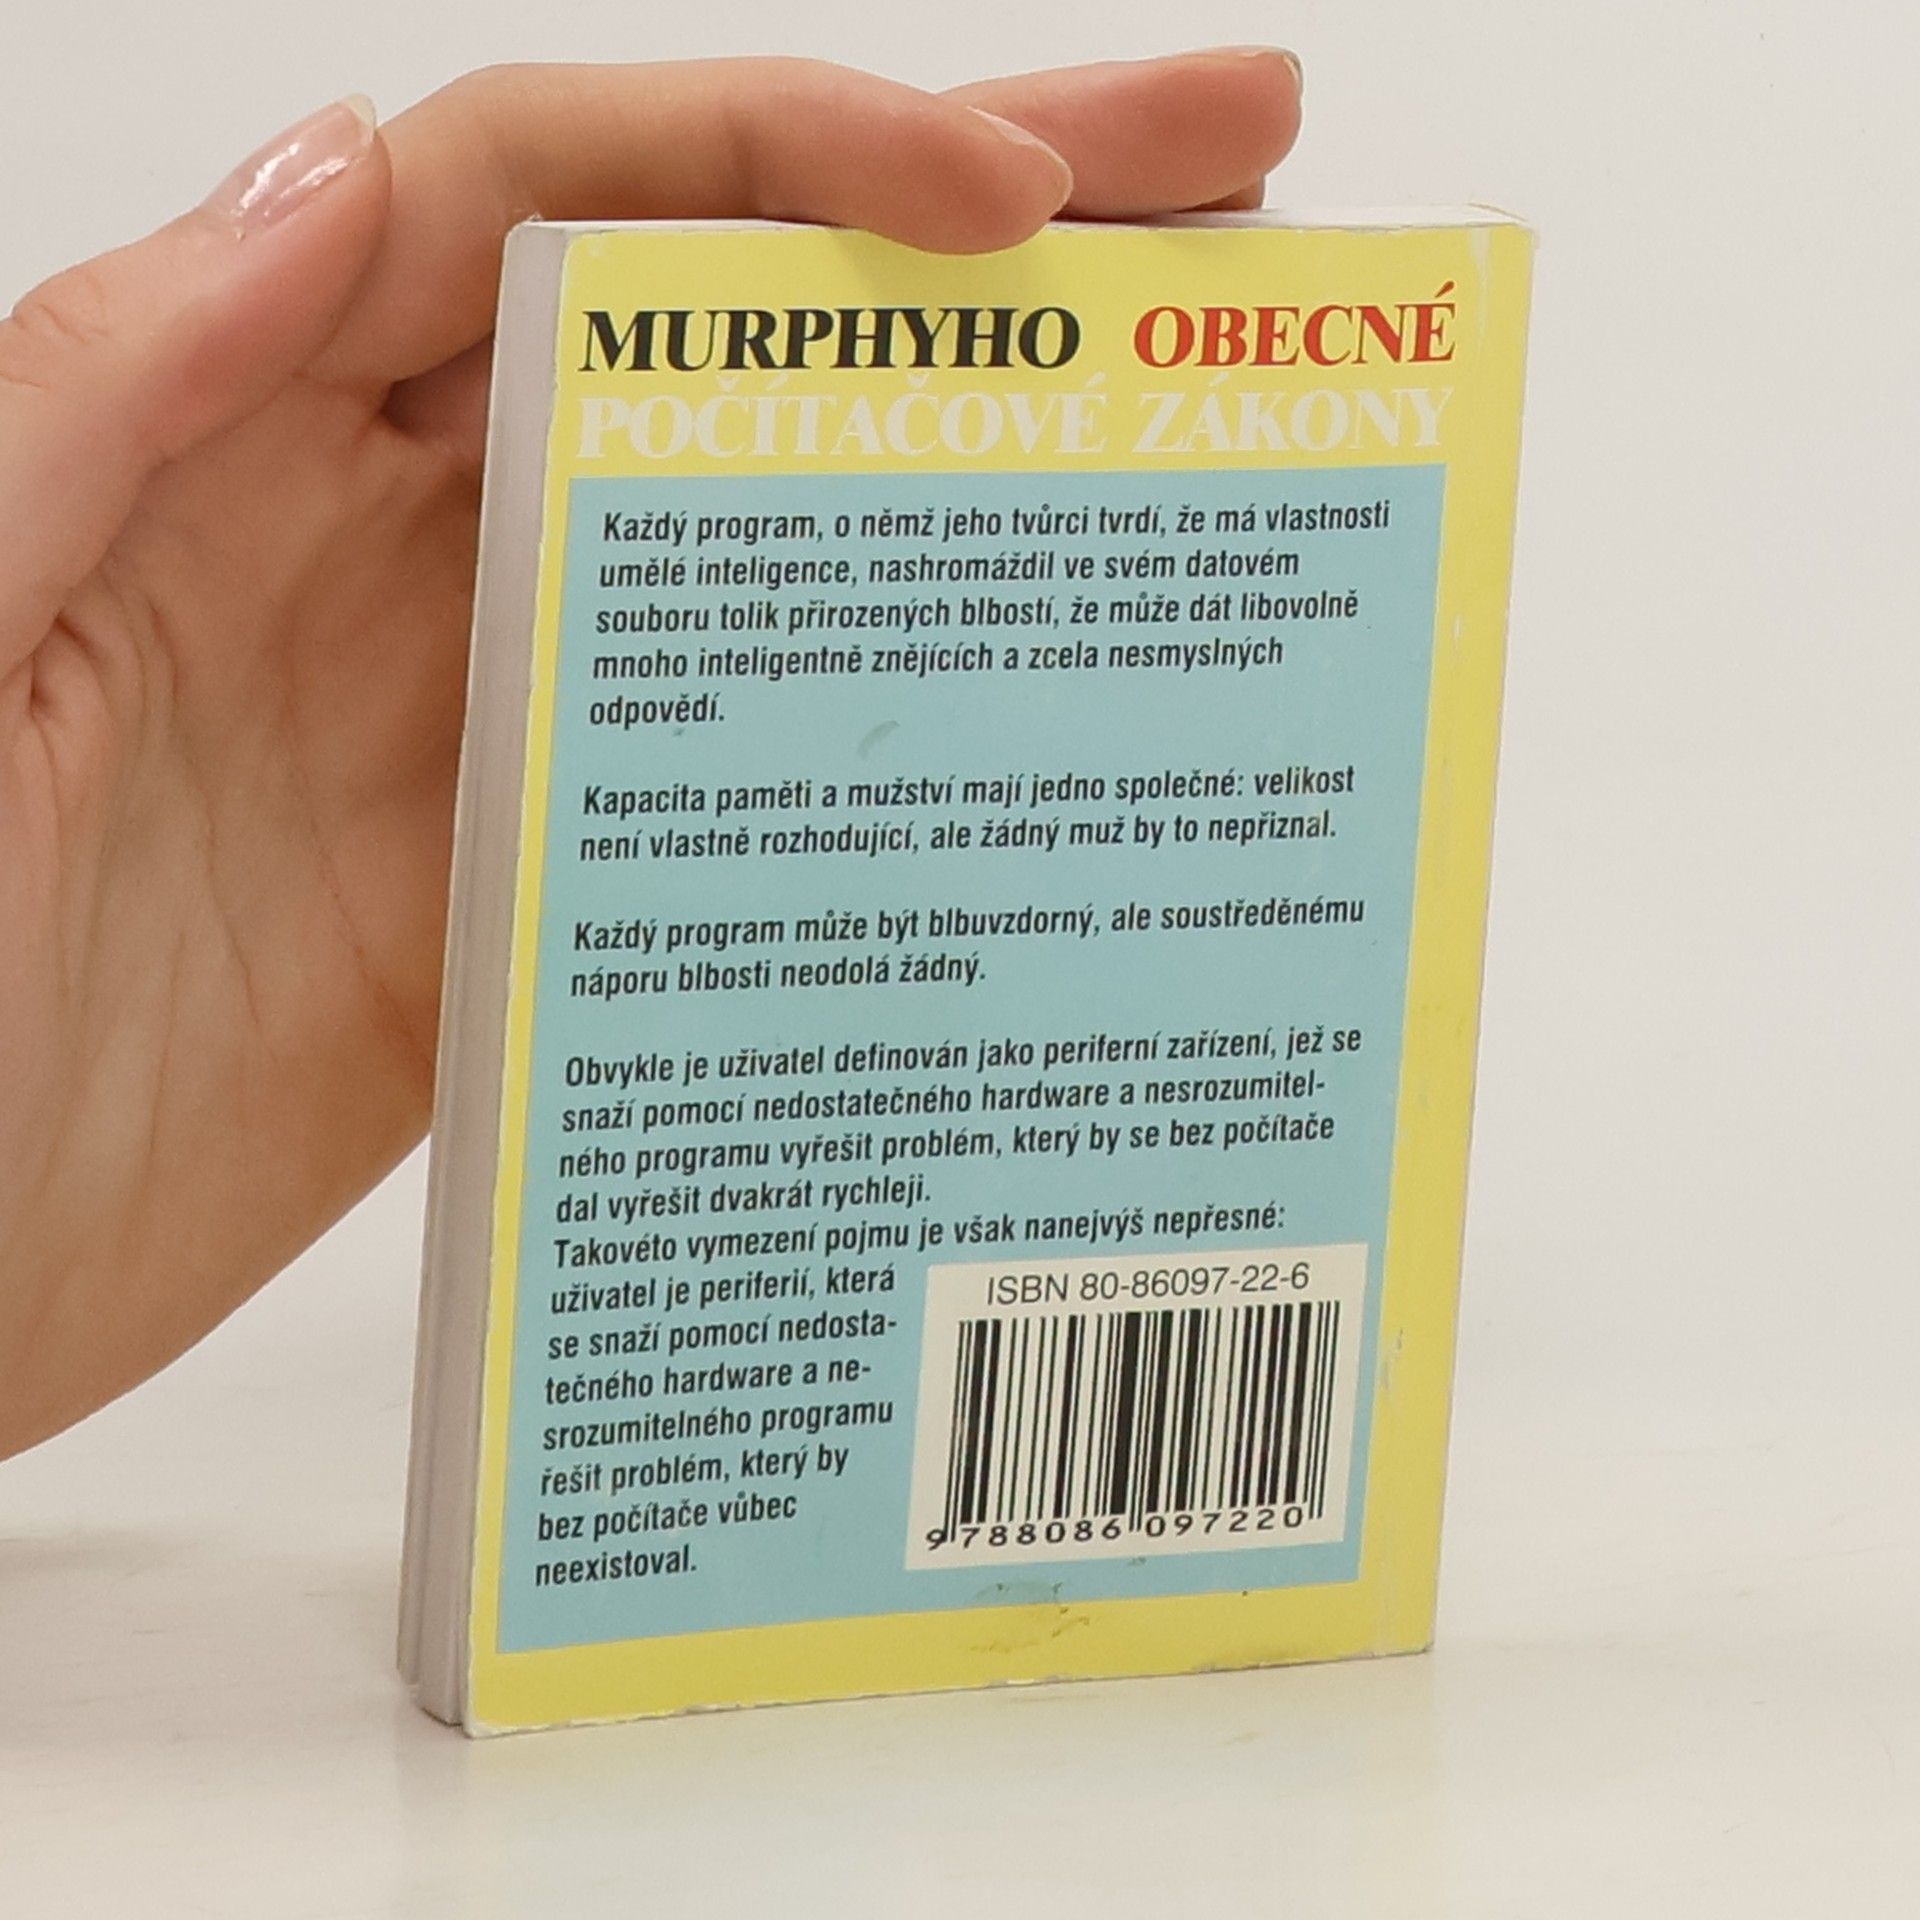 MURPHYHO OBECNÉ
POČÍTAČOVÉ ZÁKONY
Každý program, o němž jeho tvůrci tvrdí, že má vlastnosti
umělé inteligence, nashromáždil ve svém datovém
souboru tolik přirozených blbostí, že může dát libovolně
mnoho inteligentně znějících a zcela nesmyslných
odpovědí.
Kapacita paměti a mužství mají jedno společné: velikost
není vlastně rozhodující, ale žádný muž by to nepřiznal.
Každý program může být blbuvzdorný, ale soustředěnému
náporu blbosti neodolá žádný.
Obvykle je uživatel definován jako periferní zařízení, jež se
snaží pomocí nedostatečného hardware a nesrozumitel-
ného programu vyřešit problém, který by se bez počítače
dal vyřešit dvakrát rychleji.
Takovéto vymezení pojmu je však nanejvýš nepřesné:
uživatel je periferií, která
se snaží pomocí nedosta-
tečného hardware a ne-
srozumitelného programu
řešit problém, který by
bez počítače vůbec
neexistoval.
ISBN 80-86097-22-6
9 788086 097220